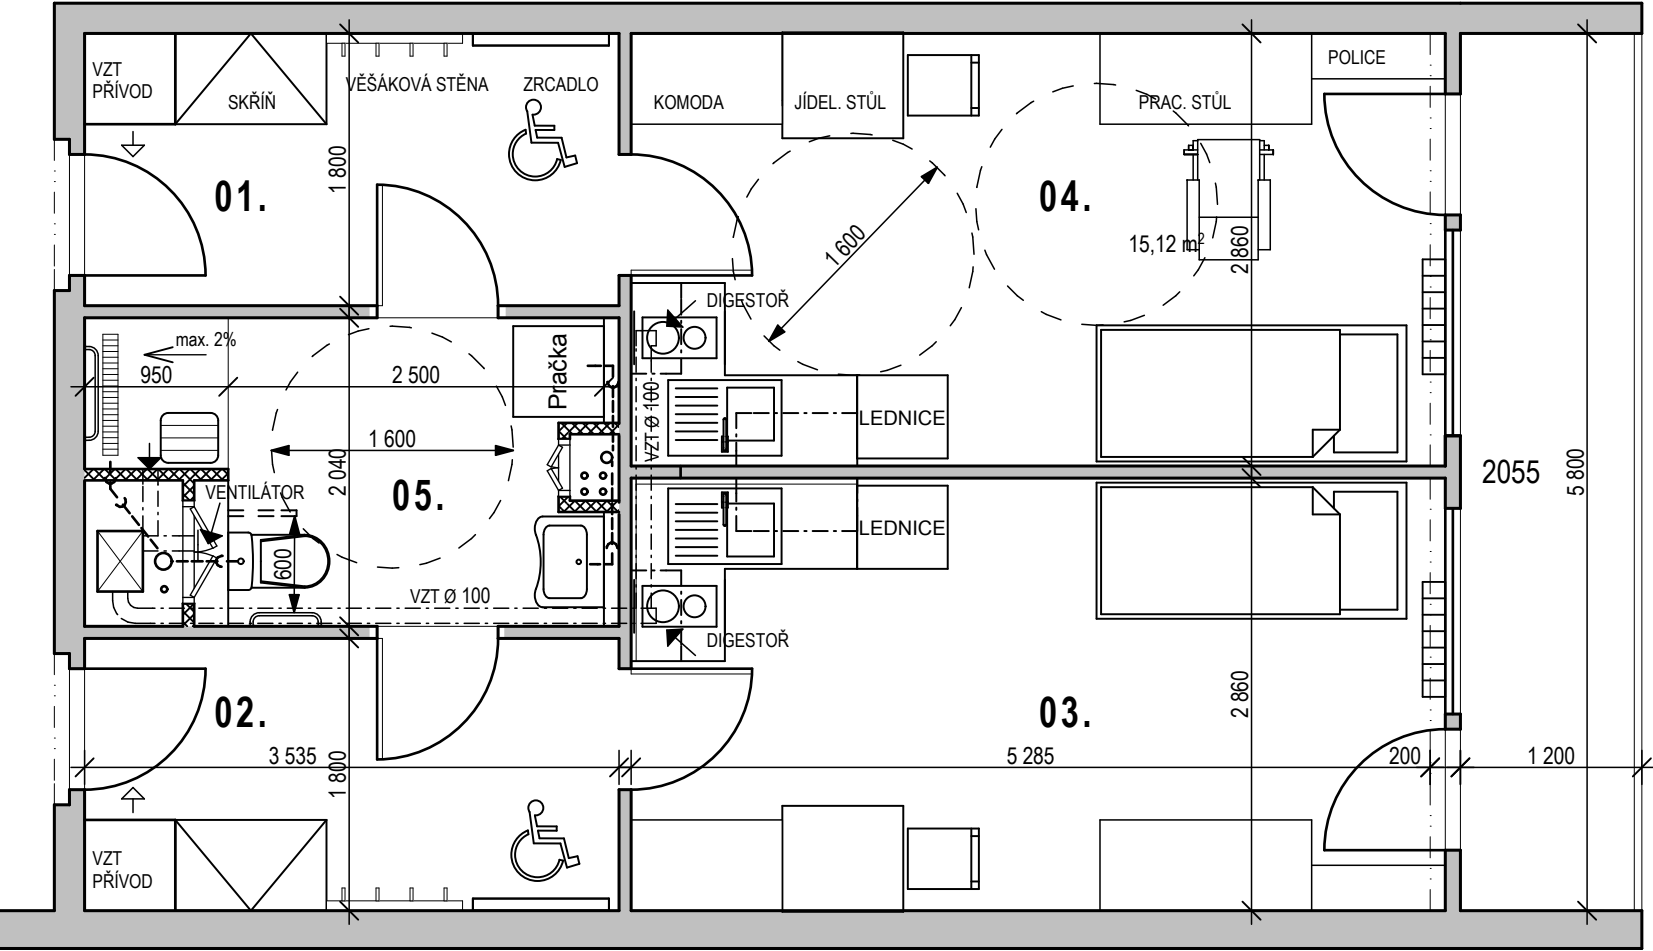 VZT
PŘÍVOD
SKŘÍŇ
VĚŠÁKOVÁ STĚNA
ZRCADLO
KOMODA
JÍDEL. STŮL
PRAC. STŮL
POLICE
1 800
01.
04.
1 600
15,12 m²
2 860
DIGESTOŘ
max. 2%
950
2 500
Pračka
VZT Ø 100
LEDNICE
1 600
2 040
05.
VENTILÁTOR
2055
5 800
LEDNICE
600
VZT Ø 100
DIGESTOŘ
02.
03.
2 860
3 535
1 800
5 285
200
1 200
VZT
PŘÍVOD